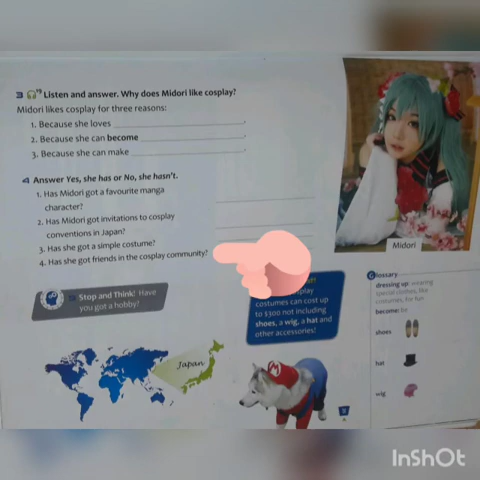 3 19 Listen and answer. Why does Midori like cosplay?
Midori likes cosplay for three reasons:
1. Because she loves
2. Because she can become
3. Because she can make
4 Answer Yes, she has or No, she hasn't.
1. Has Midori got a favourite manga
character?
2. Has Midori got invitations to cosplay
conventions in Japan?
3. Has she got a simple costume?
4. Has she got friends in the cosplay community?
Midori
Stop and Think! Have
you got a hobby?
costumes can cost up
to $300 not including
shoes, a wig, a hat and
other accessories!
Glossary
dressing up: wearing
special clothes, like
costumes, for fun
become: be
shoes
hat
wig
Japan
InShOt